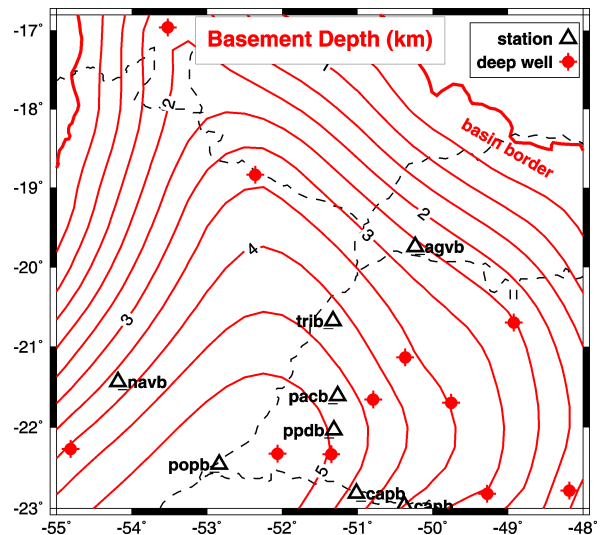 Basement Depth (km)
station
deep well
basin border
-17°
-18°
-19°
-20°
-21°
-22°
-23°
2
2
3
3
4
5
agvb
trib
navb
pacb
ppdb
popb
capb
capb
-55°
-54°
-53°
-52°
-51°
-50°
-49°
-48°